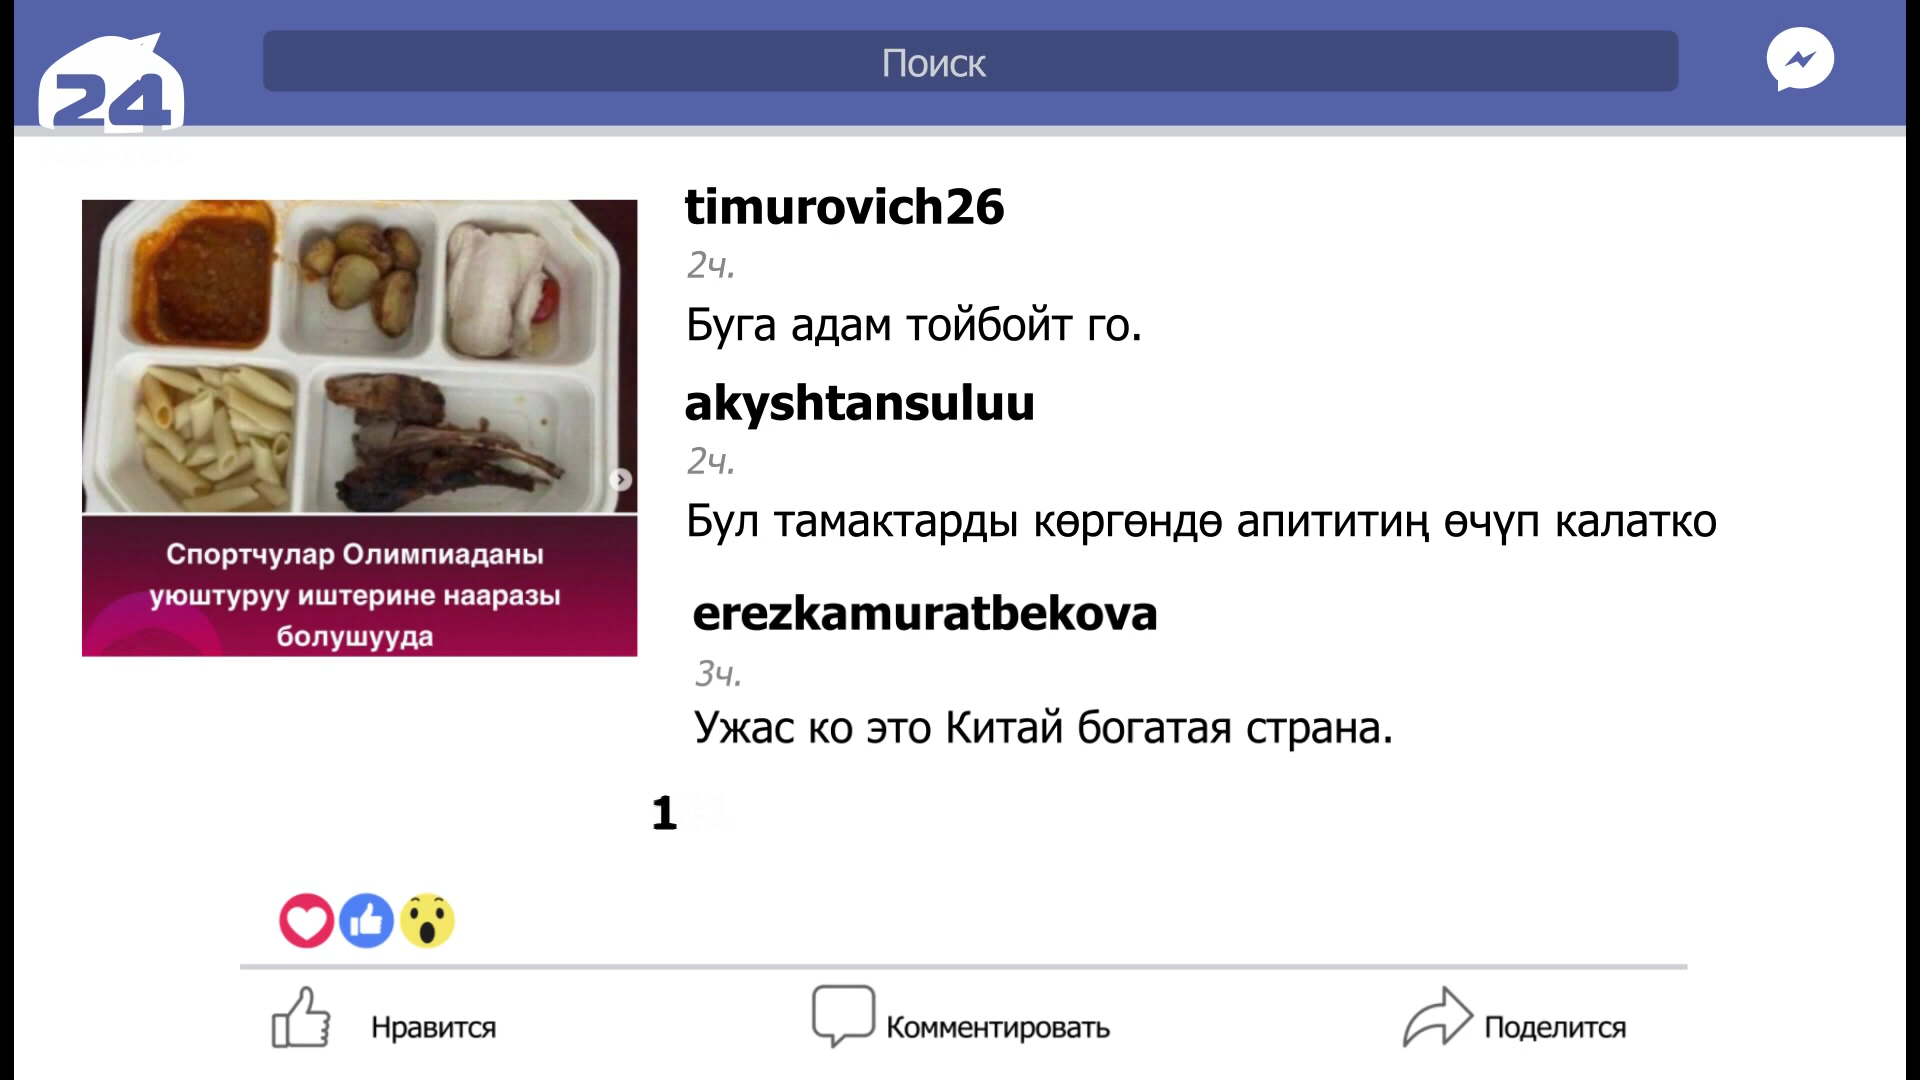 24
Поиск
timurovich26
2ч.
Буга адам тойбойт го.
akyshtansuluu
2ч.
Бул тамактарды көргөндө апититиң өчүп калатко
erezkamuratbekova
3ч.
Ужас ко это Китай богатая страна.
1
Спортчулар Олимпиаданы
уюштуруу иштерине нааразы
болушууда
Нравится
Комментировать
Поделится